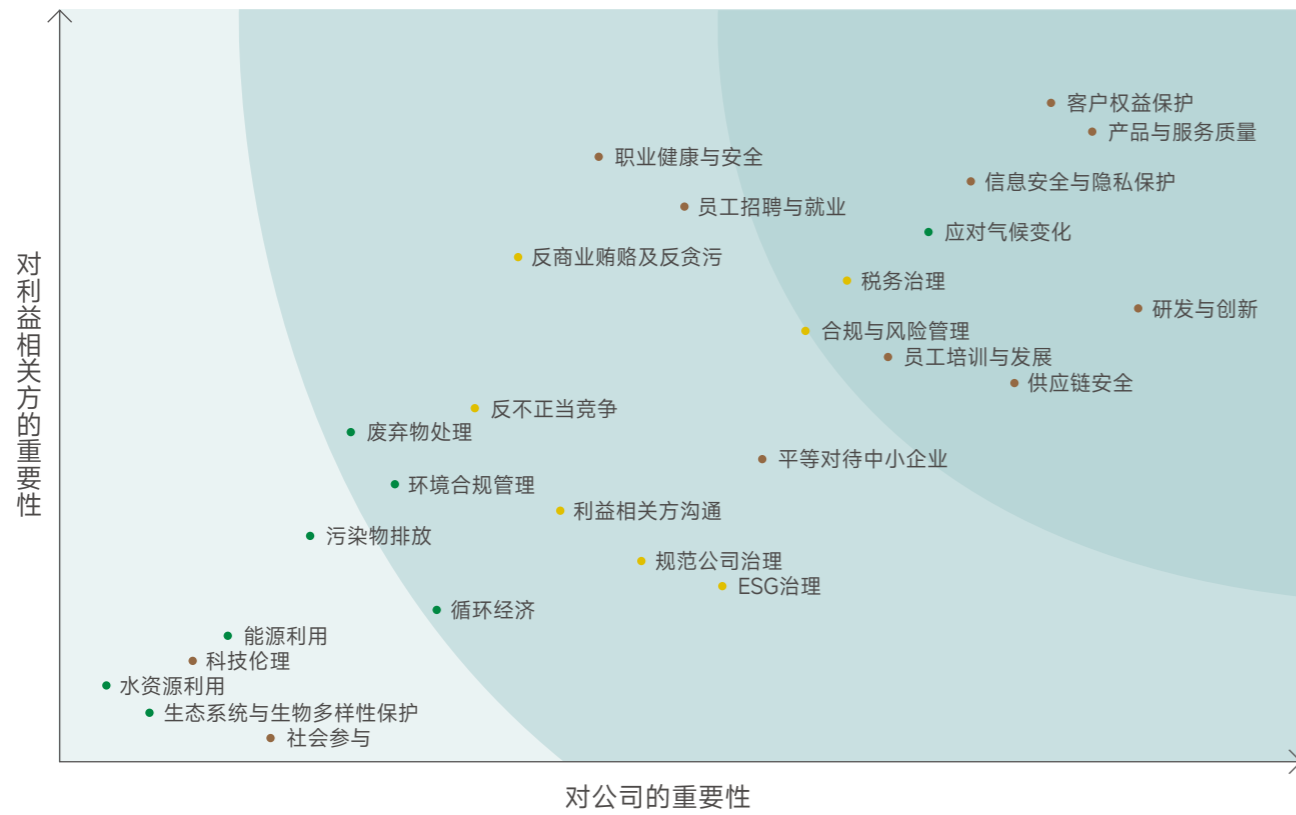 客户权益保护
产品与服务质量
职业健康与安全
信息安全与隐私保护
员工招聘与就业
应对气候变化
反商业贿赂及反贪污
税务治理
研发与创新
合规与风险管理
员工培训与发展
供应链安全
反不正当竞争
废弃物处理
平等对待中小企业
环境合规管理
利益相关方沟通
污染物排放
规范公司治理
ESG治理
循环经济
能源利用
科技伦理
水资源利用
生态系统与生物多样性保护
社会参与
对利益相关方的重要性
对公司的重要性